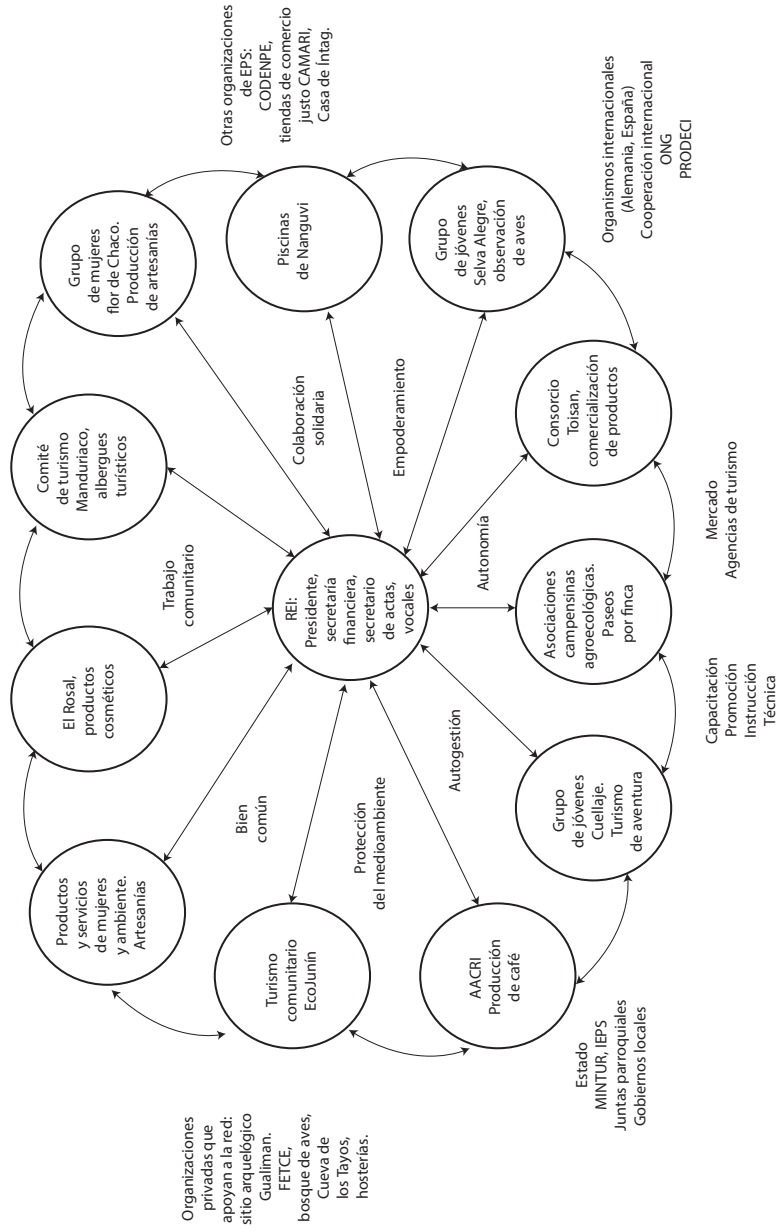 Organizaciones
privadas que
apoyan a la red:
sitio arquelógico
Gualiman.
FETCE,
bosque de aves,
Cueva de
los Tayos,
hosterías.
Productos
y servicios
de mujeres
y ambiente.
Artesanías
El Rosal,
productos
cosméticos
Comité
de turismo
Manduriaco,
albergues
turísticos
Grupo
de mujeres
flor de Chaco.
Producción
de artesanías
Otras organizaciones
de EPS:
CODENPE,
tiendas de comercio
justo CAMARI,
Casa de Íntag.
Bien
común
Trabajo
comunitario
Colaboración
solidaria
Turismo
comunitario
EcoJunín
REI:
Presidente,
secretaría
financiera,
secretario
de actas,
vocales
Piscinas
de Nanguvi
Protección
del medioambiente
Empoderamiento
Autogestión
Autonomía
AACRI
Producción
de café
Grupo
de jóvenes
Selva Alegre,
observación
de aves
Grupo
de jóvenes
Cuellaje.
Turismo
de aventura
Asociaciones
campensinas
agroecológicas.
Paseos
por finca
Consorcio
Toisan,
comercialización
de productos
Estado
MINTUR, IEPS
Juntas parroquiales
Gobiernos locales
Capacitación
Promoción
Instrucción
Técnica
Mercado
Agencias de turismo
Organismos internacionales
(Alemania, España)
Cooperación internacional
ONG
PRODECI